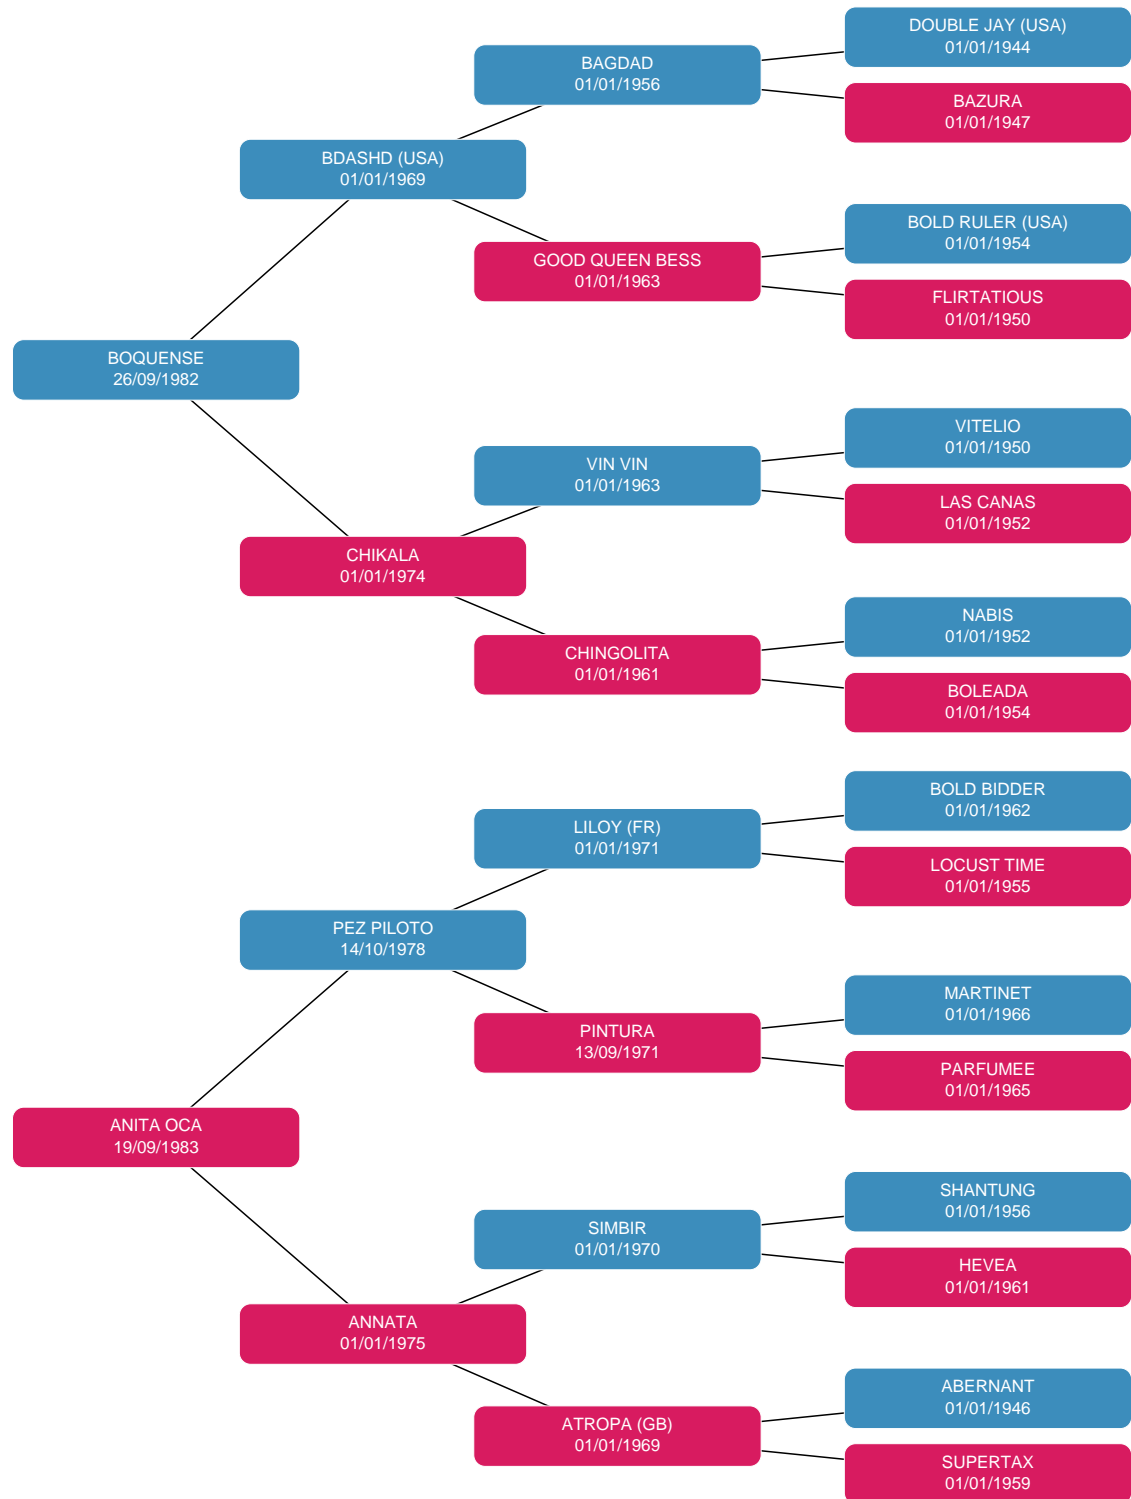 DOUBLE JAY (USA)
01/01/1944
BAGDAD
01/01/1956
BAZURA
01/01/1947
BDASHD (USA)
01/01/1969
BOLD RULER (USA)
01/01/1954
GOOD QUEEN BESS
01/01/1963
FLIRTATIOUS
01/01/1950
BOQUENSE
26/09/1982
VITELIO
01/01/1950
VIN VIN
01/01/1963
LAS CANAS
01/01/1952
CHIKALA
01/01/1974
NABIS
01/01/1952
CHINGOLITA
01/01/1961
BOLEADA
01/01/1954
BOLD BIDDER
01/01/1962
LILOY (FR)
01/01/1971
LOCUST TIME
01/01/1955
PEZ PILOTO
14/10/1978
MARTINET
01/01/1966
PINTURA
13/09/1971
PARFUMEE
01/01/1965
ANITA OCA
19/09/1983
SHANTUNG
01/01/1956
SIMBIR
01/01/1970
HEVEA
01/01/1961
ANNATA
01/01/1975
ABERNANT
01/01/1946
ATROPA (GB)
01/01/1969
SUPERTAX
01/01/1959